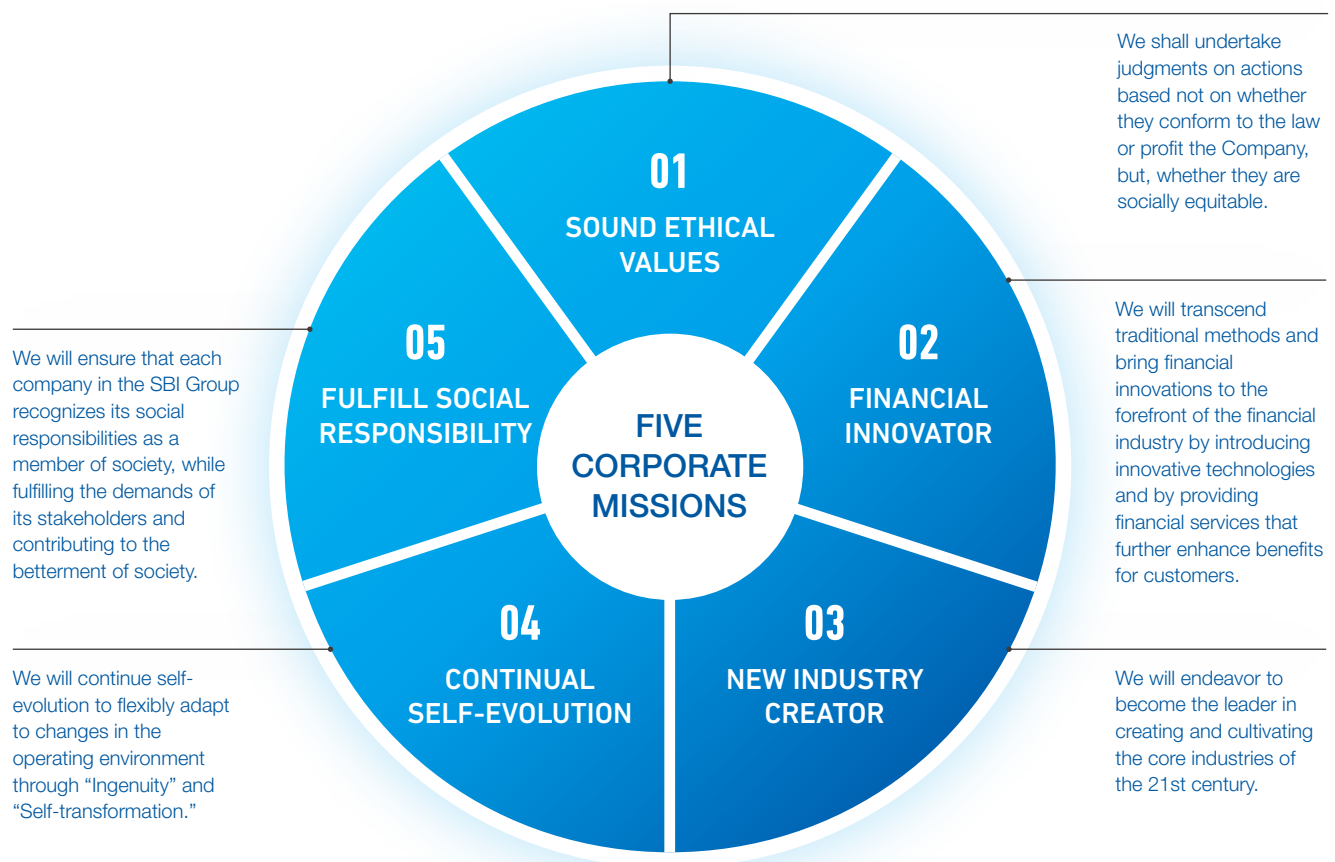 We shall undertake
judgments on actions
based not on whether
they conform to the law
or profit the Company,
but, whether they are
socially equitable.
01
SOUND ETHICAL
VALUES
02
FINANCIAL
INNOVATOR
We will transcend
traditional methods and
bring financial
innovations to the
forefront of the financial
industry by introducing
innovative technologies
and by providing
financial services that
further enhance benefits
for customers.
05
FULFILL SOCIAL
RESPONSIBILITY
We will ensure that each
company in the SBI Group
recognizes its social
responsibilities as a
member of society, while
fulfilling the demands of
its stakeholders and
contributing to the
betterment of society.
FIVE
CORPORATE
MISSIONS
04
CONTINUAL
SELF-EVOLUTION
We will continue self-
evolution to flexibly adapt
to changes in the
operating environment
through “Ingenuity” and
“Self-transformation.”
03
NEW INDUSTRY
CREATOR
We will endeavor to
become the leader in
creating and cultivating
the core industries of
the 21st century.